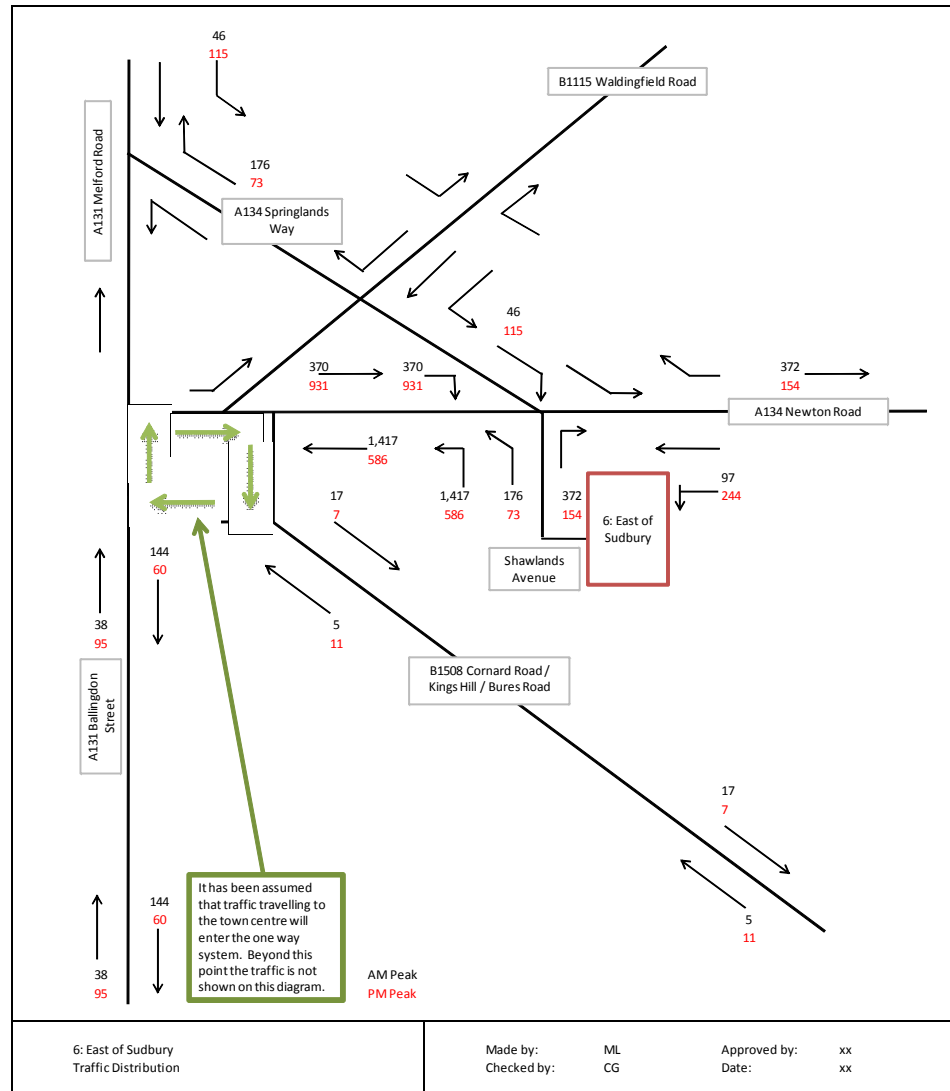 46
115
B1115 Waldingfield Road
A131 Melford Road
176
73
A134 Springlands
Way
46
115
370
931
370
931
372
154
A134 Newton Road
1,417
586
17
7
1,417
586
176
73
372
154
97
244
6: East of
Sudbury
Shawlands
Avenue
144
60
38
95
5
11
A131 Ballingdon
Street
B1508 Cornard Road /
Kings Hill / Bures Road
17
7
It has been assumed
that traffic travelling to
the town centre will
enter the one way
system. Beyond this
point the traffic is not
shown on this diagram.
144
60
5
11
38
95
AM Peak
PM Peak
6: East of Sudbury
Traffic Distribution
Made by: ML Approved by: xx
Checked by: CG Date: xx